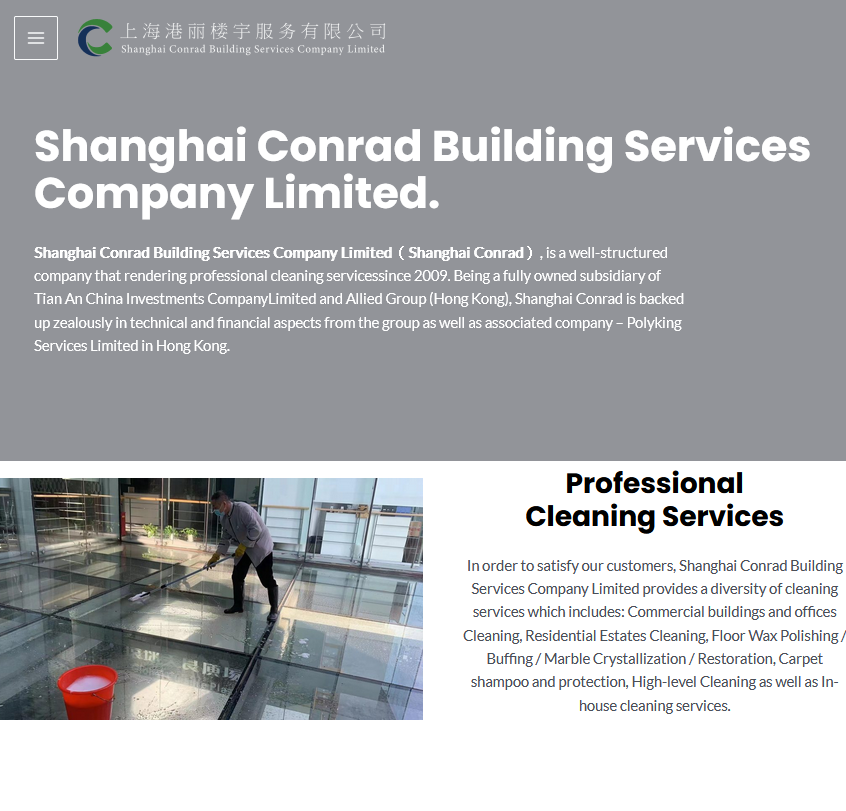 上海港丽楼宇服务有限公司
Shanghai Conrad Building Services Company Limited
Shanghai Conrad Building Services
Company Limited.
Shanghai Conrad Building Services Company Limited（Shanghai Conrad）, is a well-structured
company that rendering professional cleaning servicessince 2009. Being a fully owned subsidiary of
Tian An China Investments CompanyLimited and Allied Group (Hong Kong), Shanghai Conrad is backed
up zealously in technical and financial aspects from the group as well as associated company – Polyking
Services Limited in Hong Kong.
Professional
Cleaning Services
In order to satisfy our customers, Shanghai Conrad Building
Services Company Limited provides a diversity of cleaning
services which includes: Commercial buildings and offices
Cleaning, Residential Estates Cleaning, Floor Wax Polishing /
Buffing / Marble Crystallization / Restoration, Carpet
shampoo and protection, High-level Cleaning as well as In-
house cleaning services.